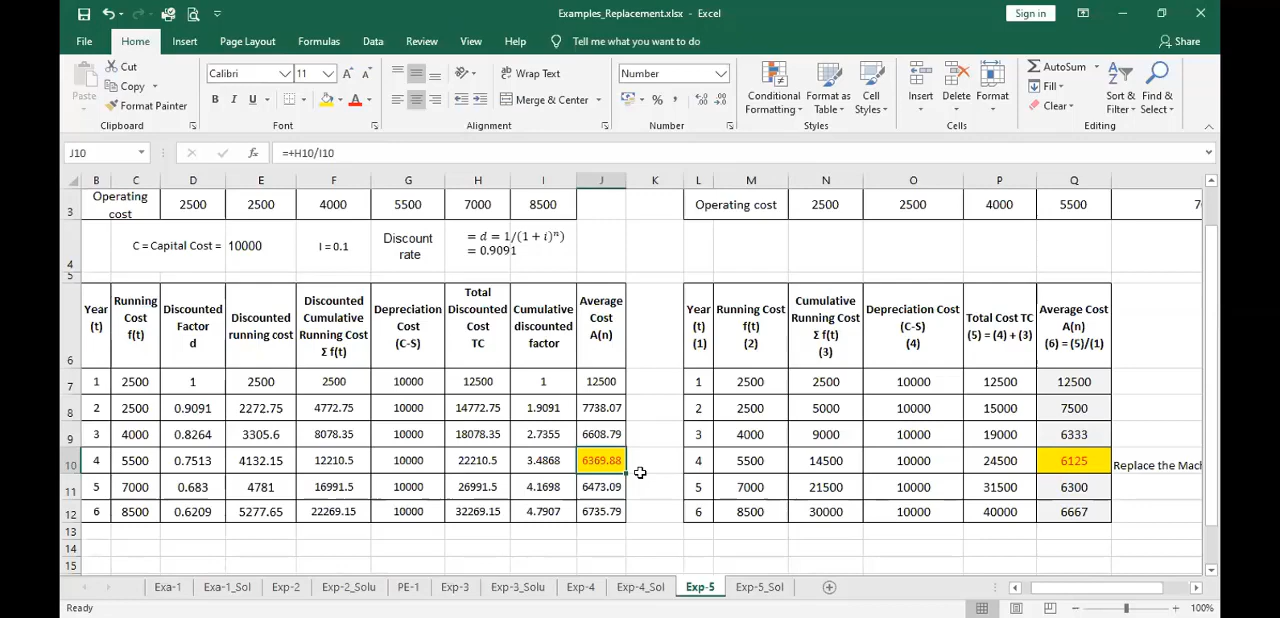 Examples_Replacement.xlsx - Excel
Sign in
File Home Insert Page Layout Formulas Data Review View Help Tell me what you want to do Share
Paste
Cut
Copy
Format Painter
Clipboard
Calibri 11
B I U
Font
Wrap Text
Merge & Center
Alignment
Number
Number
Conditional Formatting
Format as Table
Cell Styles
Styles
Insert Delete Format
Cells
AutoSum
Fill
Clear
Sort & Filter
Find & Select
Editing
J10 =+H10/I10
B C D E F G H I J K L M N O P Q
3 Operating cost 2500 2500 4000 5500 7000 8500 Operating cost 2500 2500 4000 5500
4 C = Capital Cost = 10000 I = 0.1 Discount rate = d = 1/(1 + i)^n) = 0.9091
5
6 Year (t) Running Cost f(t) Discounted Factor d Discounted running cost Discounted Cumulative Running Cost Σ f(t) Depreciation Cost (C-S) Total Discounted Cost TC Cumulative discounted factor Average Cost A(n) Year (t) (1) Running Cost f(t) (2) Cumulative Running Cost Σ f(t) (3) Depreciation Cost (C-S) (4) Total Cost TC (5) = (4) + (3) Average Cost A(n) (6) = (5)/(1)
7 1 2500 1 2500 2500 10000 12500 1 12500 1 2500 2500 10000 12500 12500
8 2 2500 0.9091 2272.75 4772.75 10000 14772.75 1.9091 7738.07 2 2500 5000 10000 15000 7500
9 3 4000 0.8264 3305.6 8078.35 10000 18078.35 2.7355 6608.79 3 4000 9000 10000 19000 6333
10 4 5500 0.7513 4132.15 12210.5 10000 22210.5 3.4868 6369.88 4 5500 14500 10000 24500 6125 Replace the Mach
11 5 7000 0.683 4781 16991.5 10000 26991.5 4.1698 6473.09 5 7000 21500 10000 31500 6300
12 6 8500 0.6209 5277.65 22269.15 10000 32269.15 4.7907 6735.79 6 8500 30000 10000 40000 6667
13
14
15
Exa-1 Exa-1_Sol Exp-2 Exp-2_Solu PE-1 Exp-3 Exp-3_Solu Exp-4 Exp-4_Sol Exp-5 Exp-5_Sol
Ready 100%